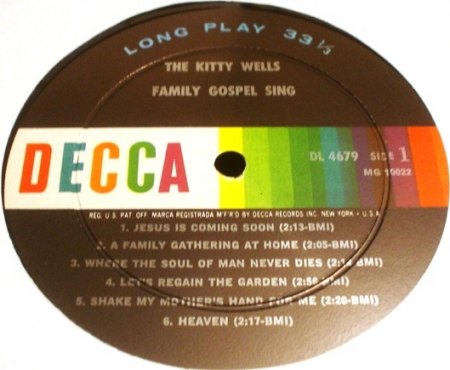 LONG PLAY 33 1/3
THE KITTY WELLS
FAMILY GOSPEL SING
DECCA
DL 4679 SIDE 1
MG 10022
REG. U.S. PAT. OFF. MARCA REGISTRADA M'F'R'D BY DECCA RECORDS INC. NEW YORK • U.S.A.
1. JESUS IS COMING SOON (2:13-BMI)
2. A FAMILY GATHERING AT HOME (2:05-BMI)
3. WHERE THE SOUL OF MAN NEVER DIES (2:14 BMI)
4. LET'S REGAIN THE GARDEN (2:56-BMI)
5. SHAKE MY MOTHER'S HAND FOR ME (2:20-BMI)
6. HEAVEN (2:17-BMI)